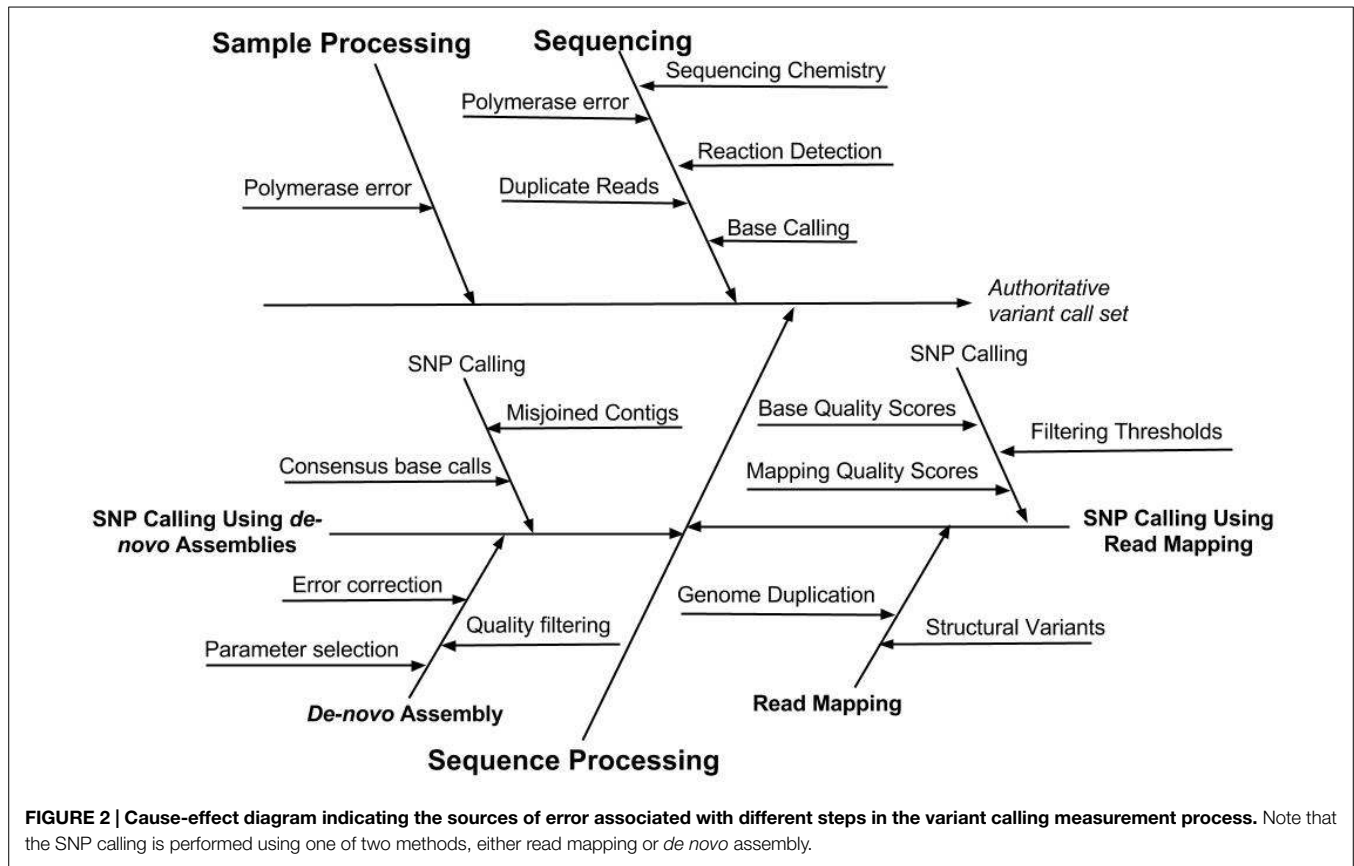 Sample Processing
Sequencing
Sequencing Chemistry
Polymerase error
Reaction Detection
Polymerase error
Duplicate Reads
Base Calling
Authoritative
variant call set
SNP Calling
SNP Calling
Misjoined Contigs
Base Quality Scores
Filtering Thresholds
Consensus base calls
Mapping Quality Scores
SNP Calling Using de-
novo Assemblies
SNP Calling Using
Read Mapping
Error correction
Genome Duplication
Quality filtering
Structural Variants
Parameter selection
De-novo Assembly
Read Mapping
Sequence Processing
FIGURE 2 | Cause-effect diagram indicating the sources of error associated with different steps in the variant calling measurement process. Note that
the SNP calling is performed using one of two methods, either read mapping or de novo assembly.